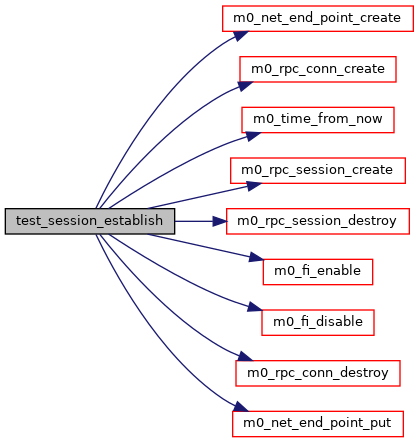 m0_net_end_point_create
m0_rpc_conn_create
m0_time_from_now
m0_rpc_session_create
test_session_establish
m0_rpc_session_destroy
m0_fi_enable
m0_fi_disable
m0_rpc_conn_destroy
m0_net_end_point_put